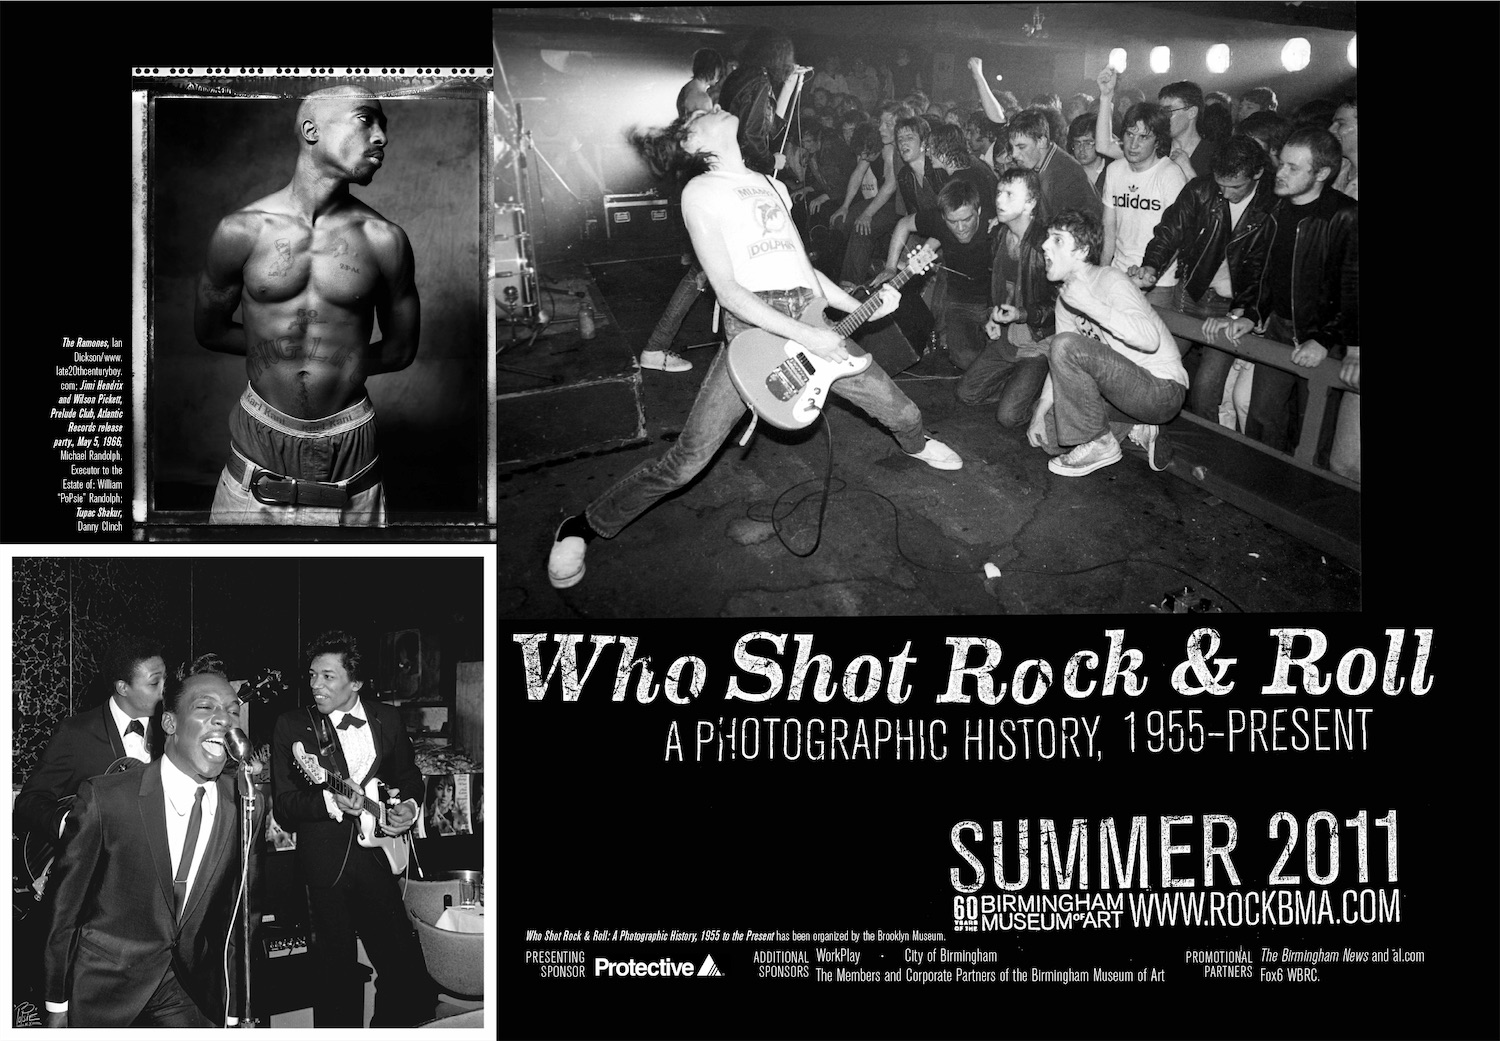 The Ramones, Ian
Dickson/www.
late20thcenturyboy.
com; Jimi Hendrix
and Wilson Pickett,
Prelude Club, Atlantic
Records release
party, May 5, 1966,
Michael Randolph,
Executor to the
Estate of: William
"PoPsie" Randolph;
Tupac Shakur,
Danny Clinch
MIAMI
DOLPHIN
adidas
Who Shot Rock & Roll
A PHOTOGRAPHIC HISTORY, 1955–PRESENT
SUMMER 2011
60 YEARS OF THE BIRMINGHAM MUSEUM OF ART WWW.ROCKBMA.COM
Who Shot Rock & Roll: A Photographic History, 1955 to the Present has been organized by the Brooklyn Museum.
PRESENTING SPONSOR Protective
ADDITIONAL SPONSORS WorkPlay · City of Birmingham
The Members and Corporate Partners of the Birmingham Museum of Art
PROMOTIONAL PARTNERS The Birmingham News and al.com
Fox6 WBRC.